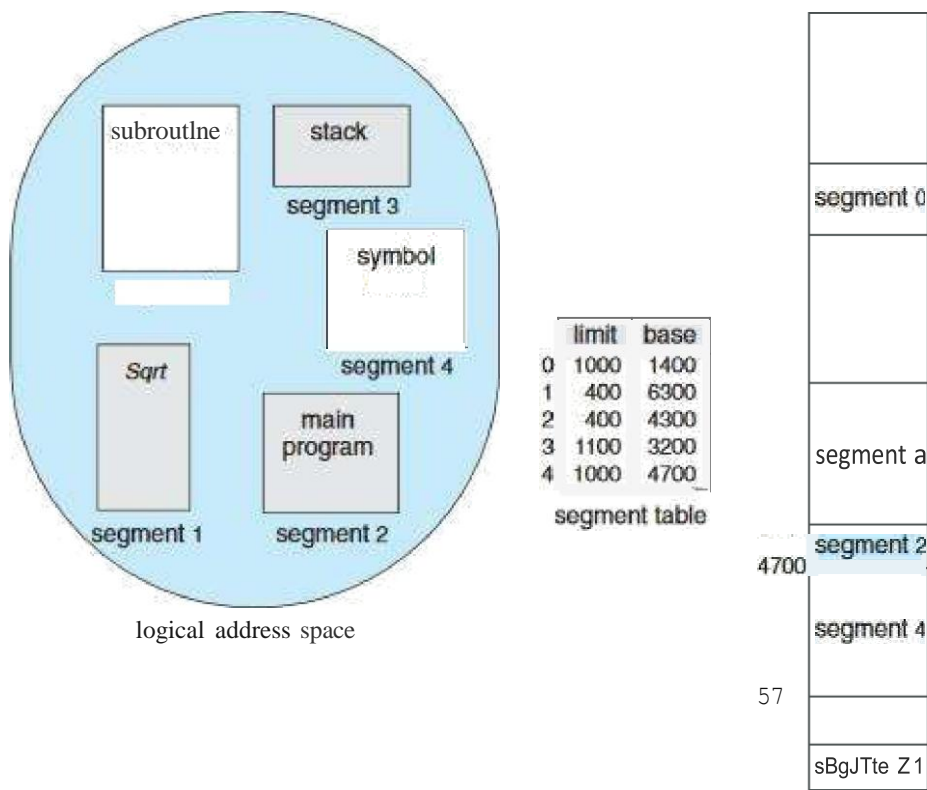 subroutlne
stack
segment 3
symbol
segment 4
Sqrt
main
program
segment 1
segment 2
logical address space
limit base
0 1000 1400
1 400 6300
2 400 4300
3 1100 3200
4 1000 4700
segment table
segment 0
segment a
segment 2
4700
segment 4
57
sBgJTte Z1